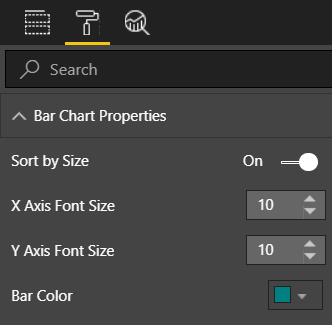 Search
Bar Chart Properties
Sort by Size On
X Axis Font Size 10
Y Axis Font Size 10
Bar Color